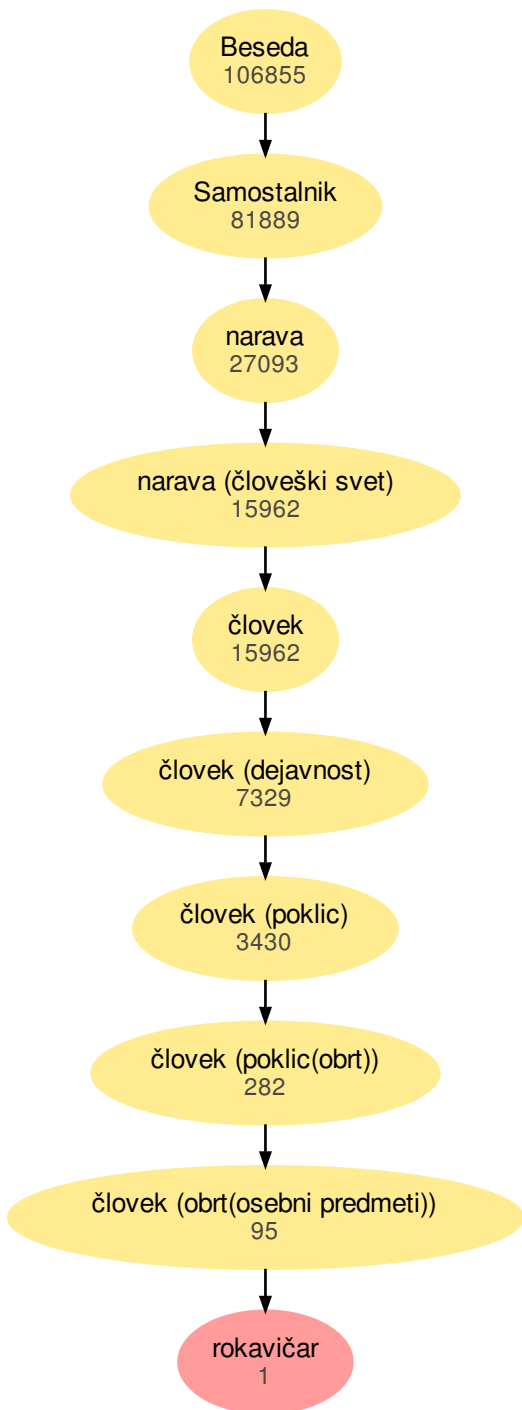 Beseda
106855
Samostalnik
81889
narava
27093
narava (človeški svet)
15962
človek
15962
človek (dejavnost)
7329
človek (poklic)
3430
človek (poklic(obrt))
282
človek (obrt(osebni predmeti))
95
rokavičar
1